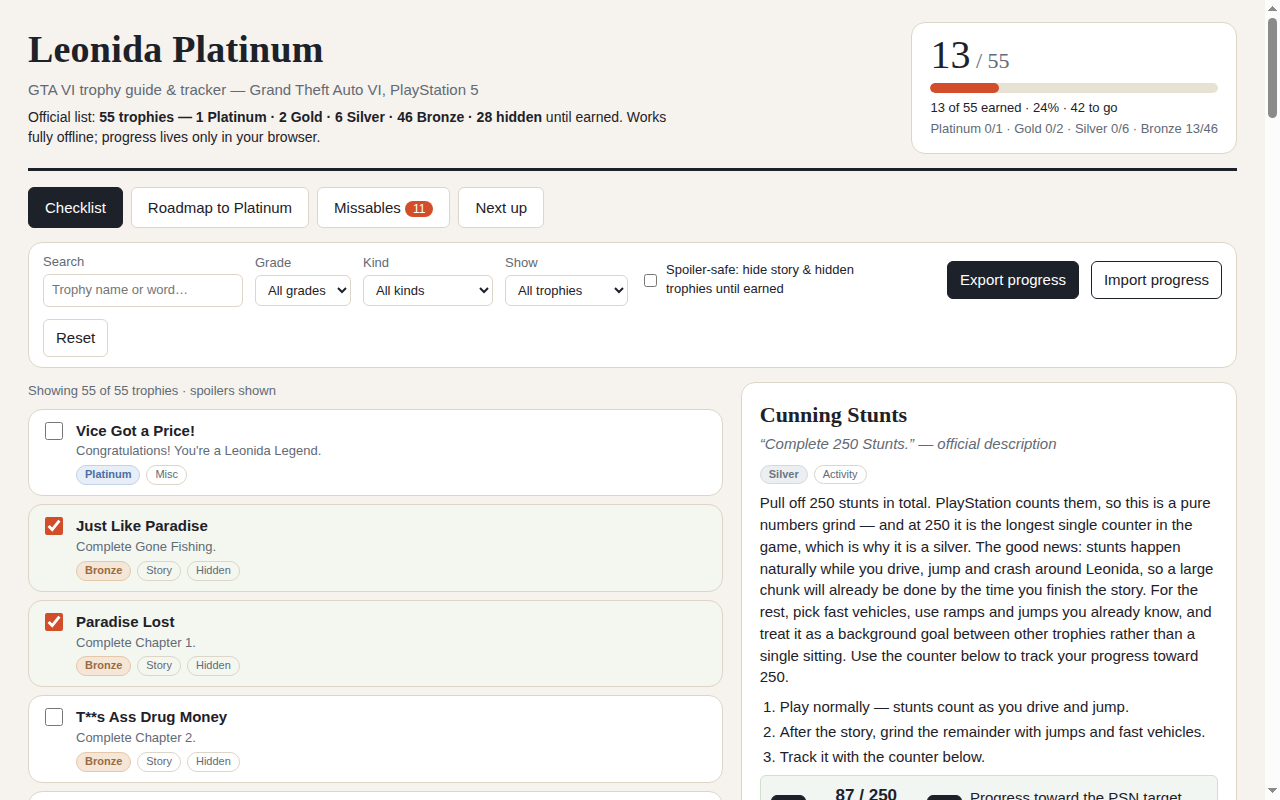 Leonida Platinum
GTA VI trophy guide & tracker — Grand Theft Auto VI, PlayStation 5
Official list: 55 trophies — 1 Platinum · 2 Gold · 6 Silver · 46 Bronze · 28 hidden until earned. Works
fully offline; progress lives only in your browser.
13 / 55
13 of 55 earned · 24% · 42 to go
Platinum 0/1 · Gold 0/2 · Silver 0/6 · Bronze 13/46
Checklist
Roadmap to Platinum
Missables 11
Next up
Search
Trophy name or word…
Grade
All grades
Kind
All kinds
Show
All trophies
Spoiler-safe: hide story & hidden
trophies until earned
Export progress
Import progress
Reset
Showing 55 of 55 trophies · spoilers shown
Vice Got a Price!
Congratulations! You're a Leonida Legend.
Platinum Misc
Just Like Paradise
Complete Gone Fishing.
Bronze Story Hidden
Paradise Lost
Complete Chapter 1.
Bronze Story Hidden
T**s Ass Drug Money
Complete Chapter 2.
Bronze Story Hidden
Cunning Stunts
“Complete 250 Stunts.” — official description
Silver Activity
Pull off 250 stunts in total. PlayStation counts them, so this is a pure
numbers grind — and at 250 it is the longest single counter in the
game, which is why it is a silver. The good news: stunts happen
naturally while you drive, jump and crash around Leonida, so a large
chunk will already be done by the time you finish the story. For the
rest, pick fast vehicles, use ramps and jumps you already know, and
treat it as a background goal between other trophies rather than a
single sitting. Use the counter below to track your progress toward
250.
1. Play normally — stunts count as you drive and jump.
2. After the story, grind the remainder with jumps and fast vehicles.
3. Track it with the counter below.
87 / 250
Progress toward the PSN target